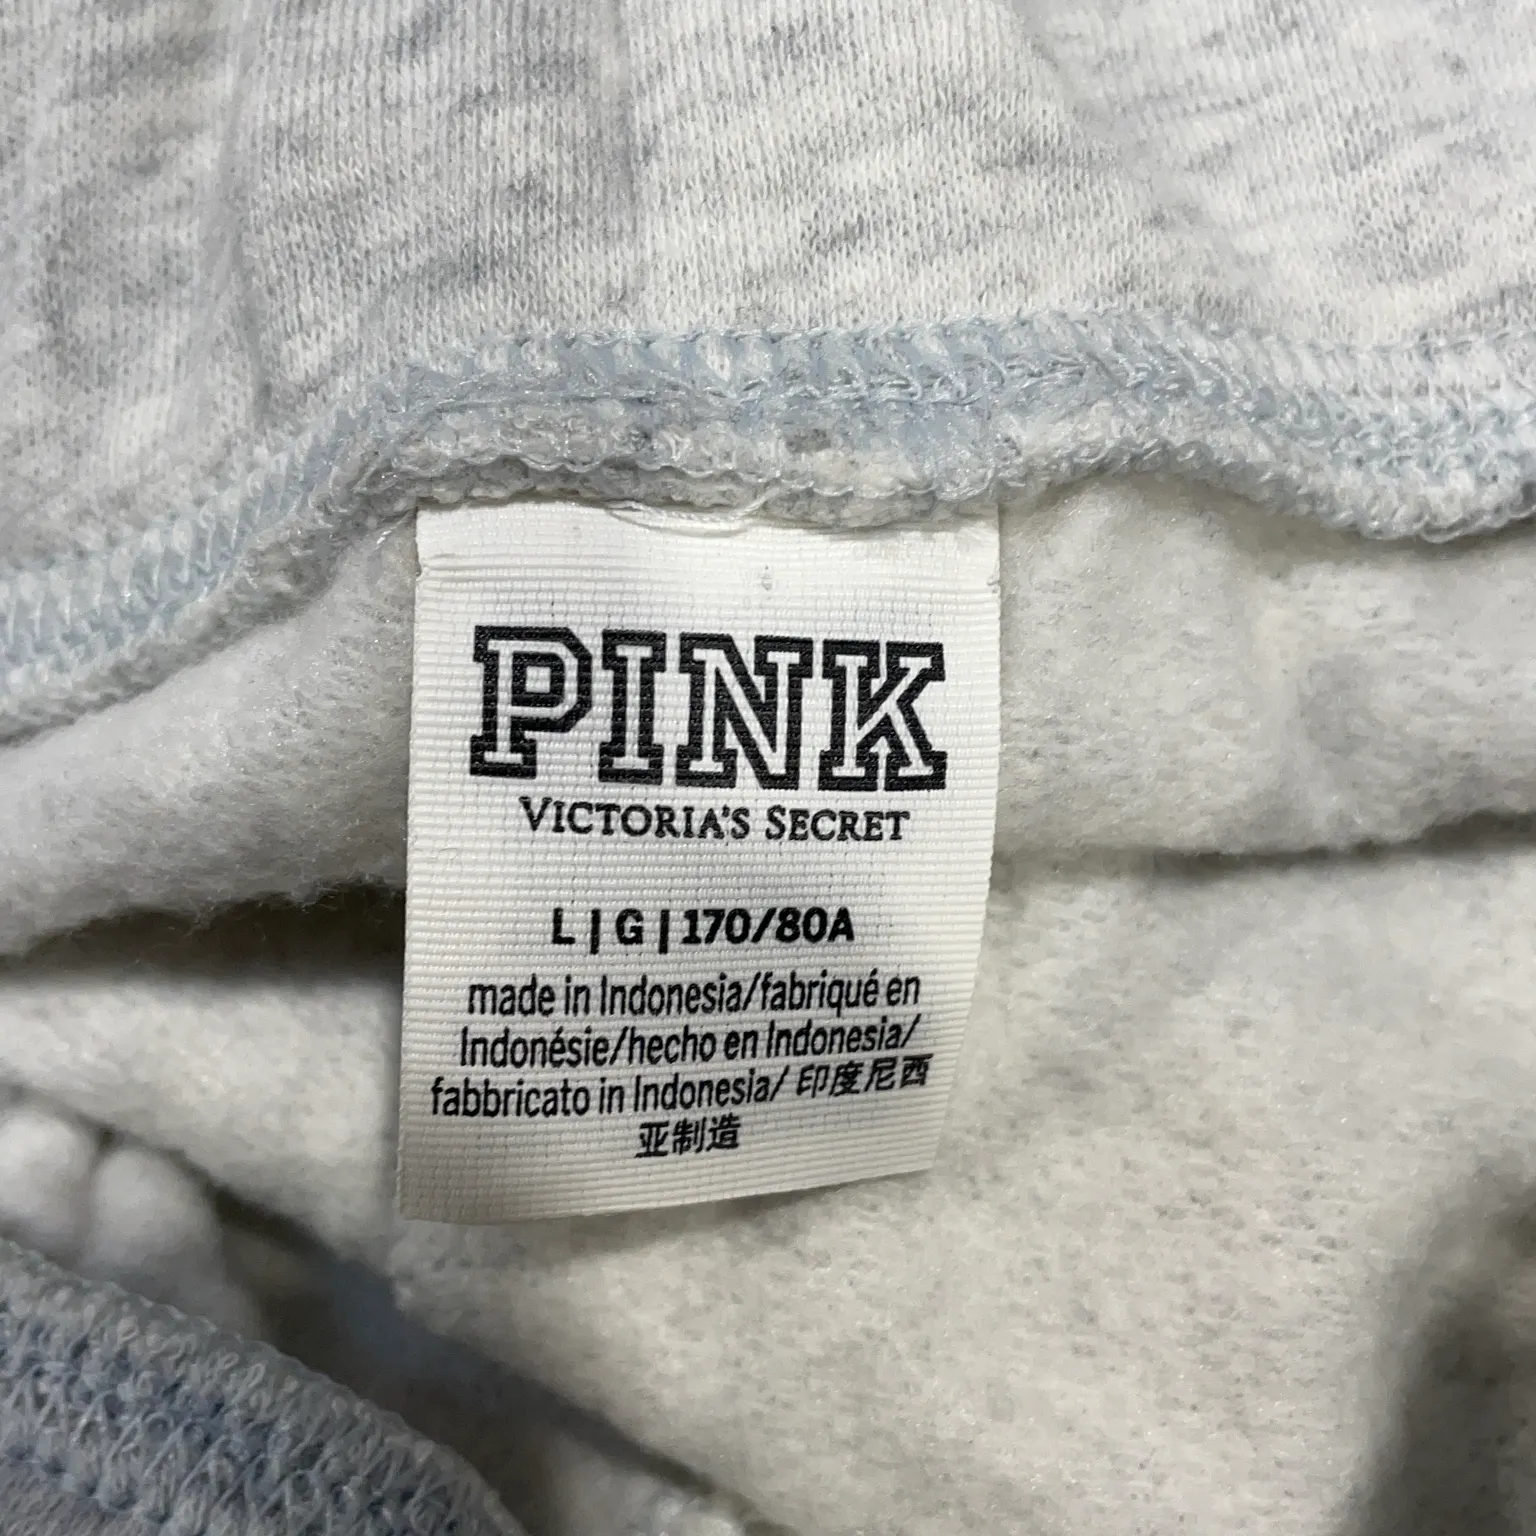 PINK
VICTORIA'S SECRET
L | G | 170/80A
made in Indonesia/fabriqué en
Indonésie/hecho en Indonesia/
fabbricato in Indonesia/ 印度尼西
亚制造